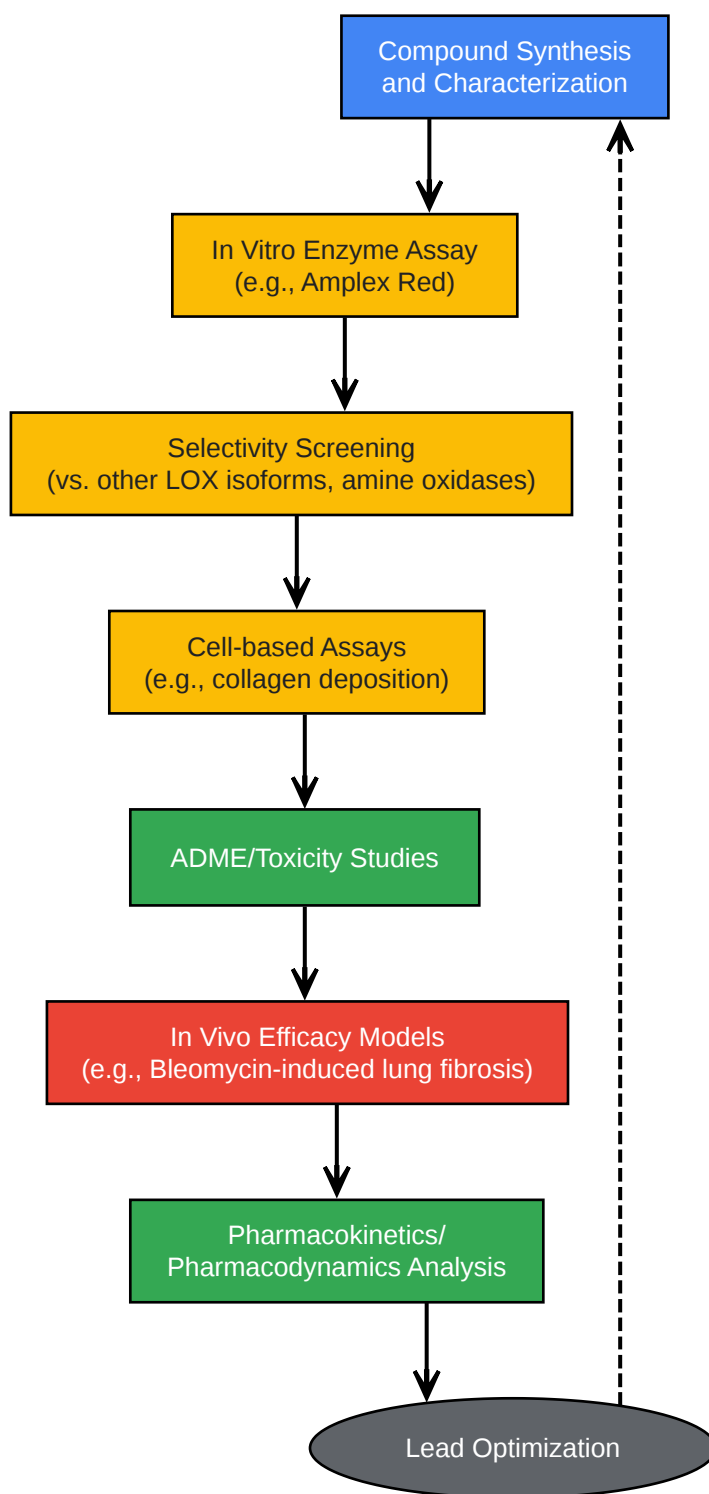 Compound Synthesis
and Characterization
In Vitro Enzyme Assay
(e.g., Amplex Red)
Selectivity Screening
(vs. other LOX isoforms, amine oxidases)
Cell-based Assays
(e.g., collagen deposition)
ADME/Toxicity Studies
In Vivo Efficacy Models
(e.g., Bleomycin-induced lung fibrosis)
Pharmacokinetics/
Pharmacodynamics Analysis
Lead Optimization